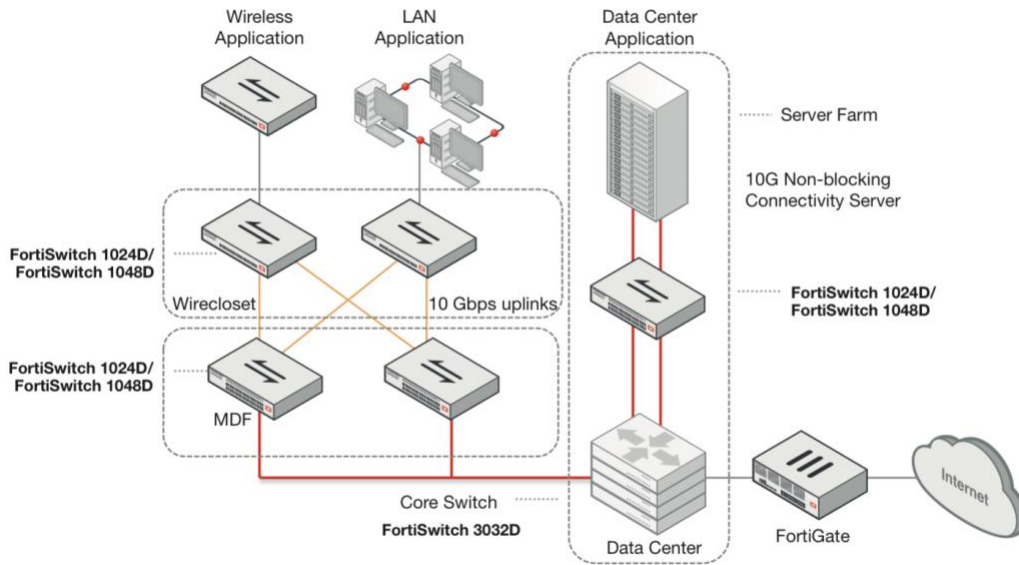 Wireless
Application
LAN
Application
Data Center
Application
Server Farm
10G Non-blocking
Connectivity Server
FortiSwitch 1024D/
FortiSwitch 1048D
Wirecloset
10 Gbps uplinks
FortiSwitch 1024D/
FortiSwitch 1048D
FortiSwitch 1024D/
FortiSwitch 1048D
MDF
Core Switch
FortiSwitch 3032D
Data Center
FortiGate
Internet